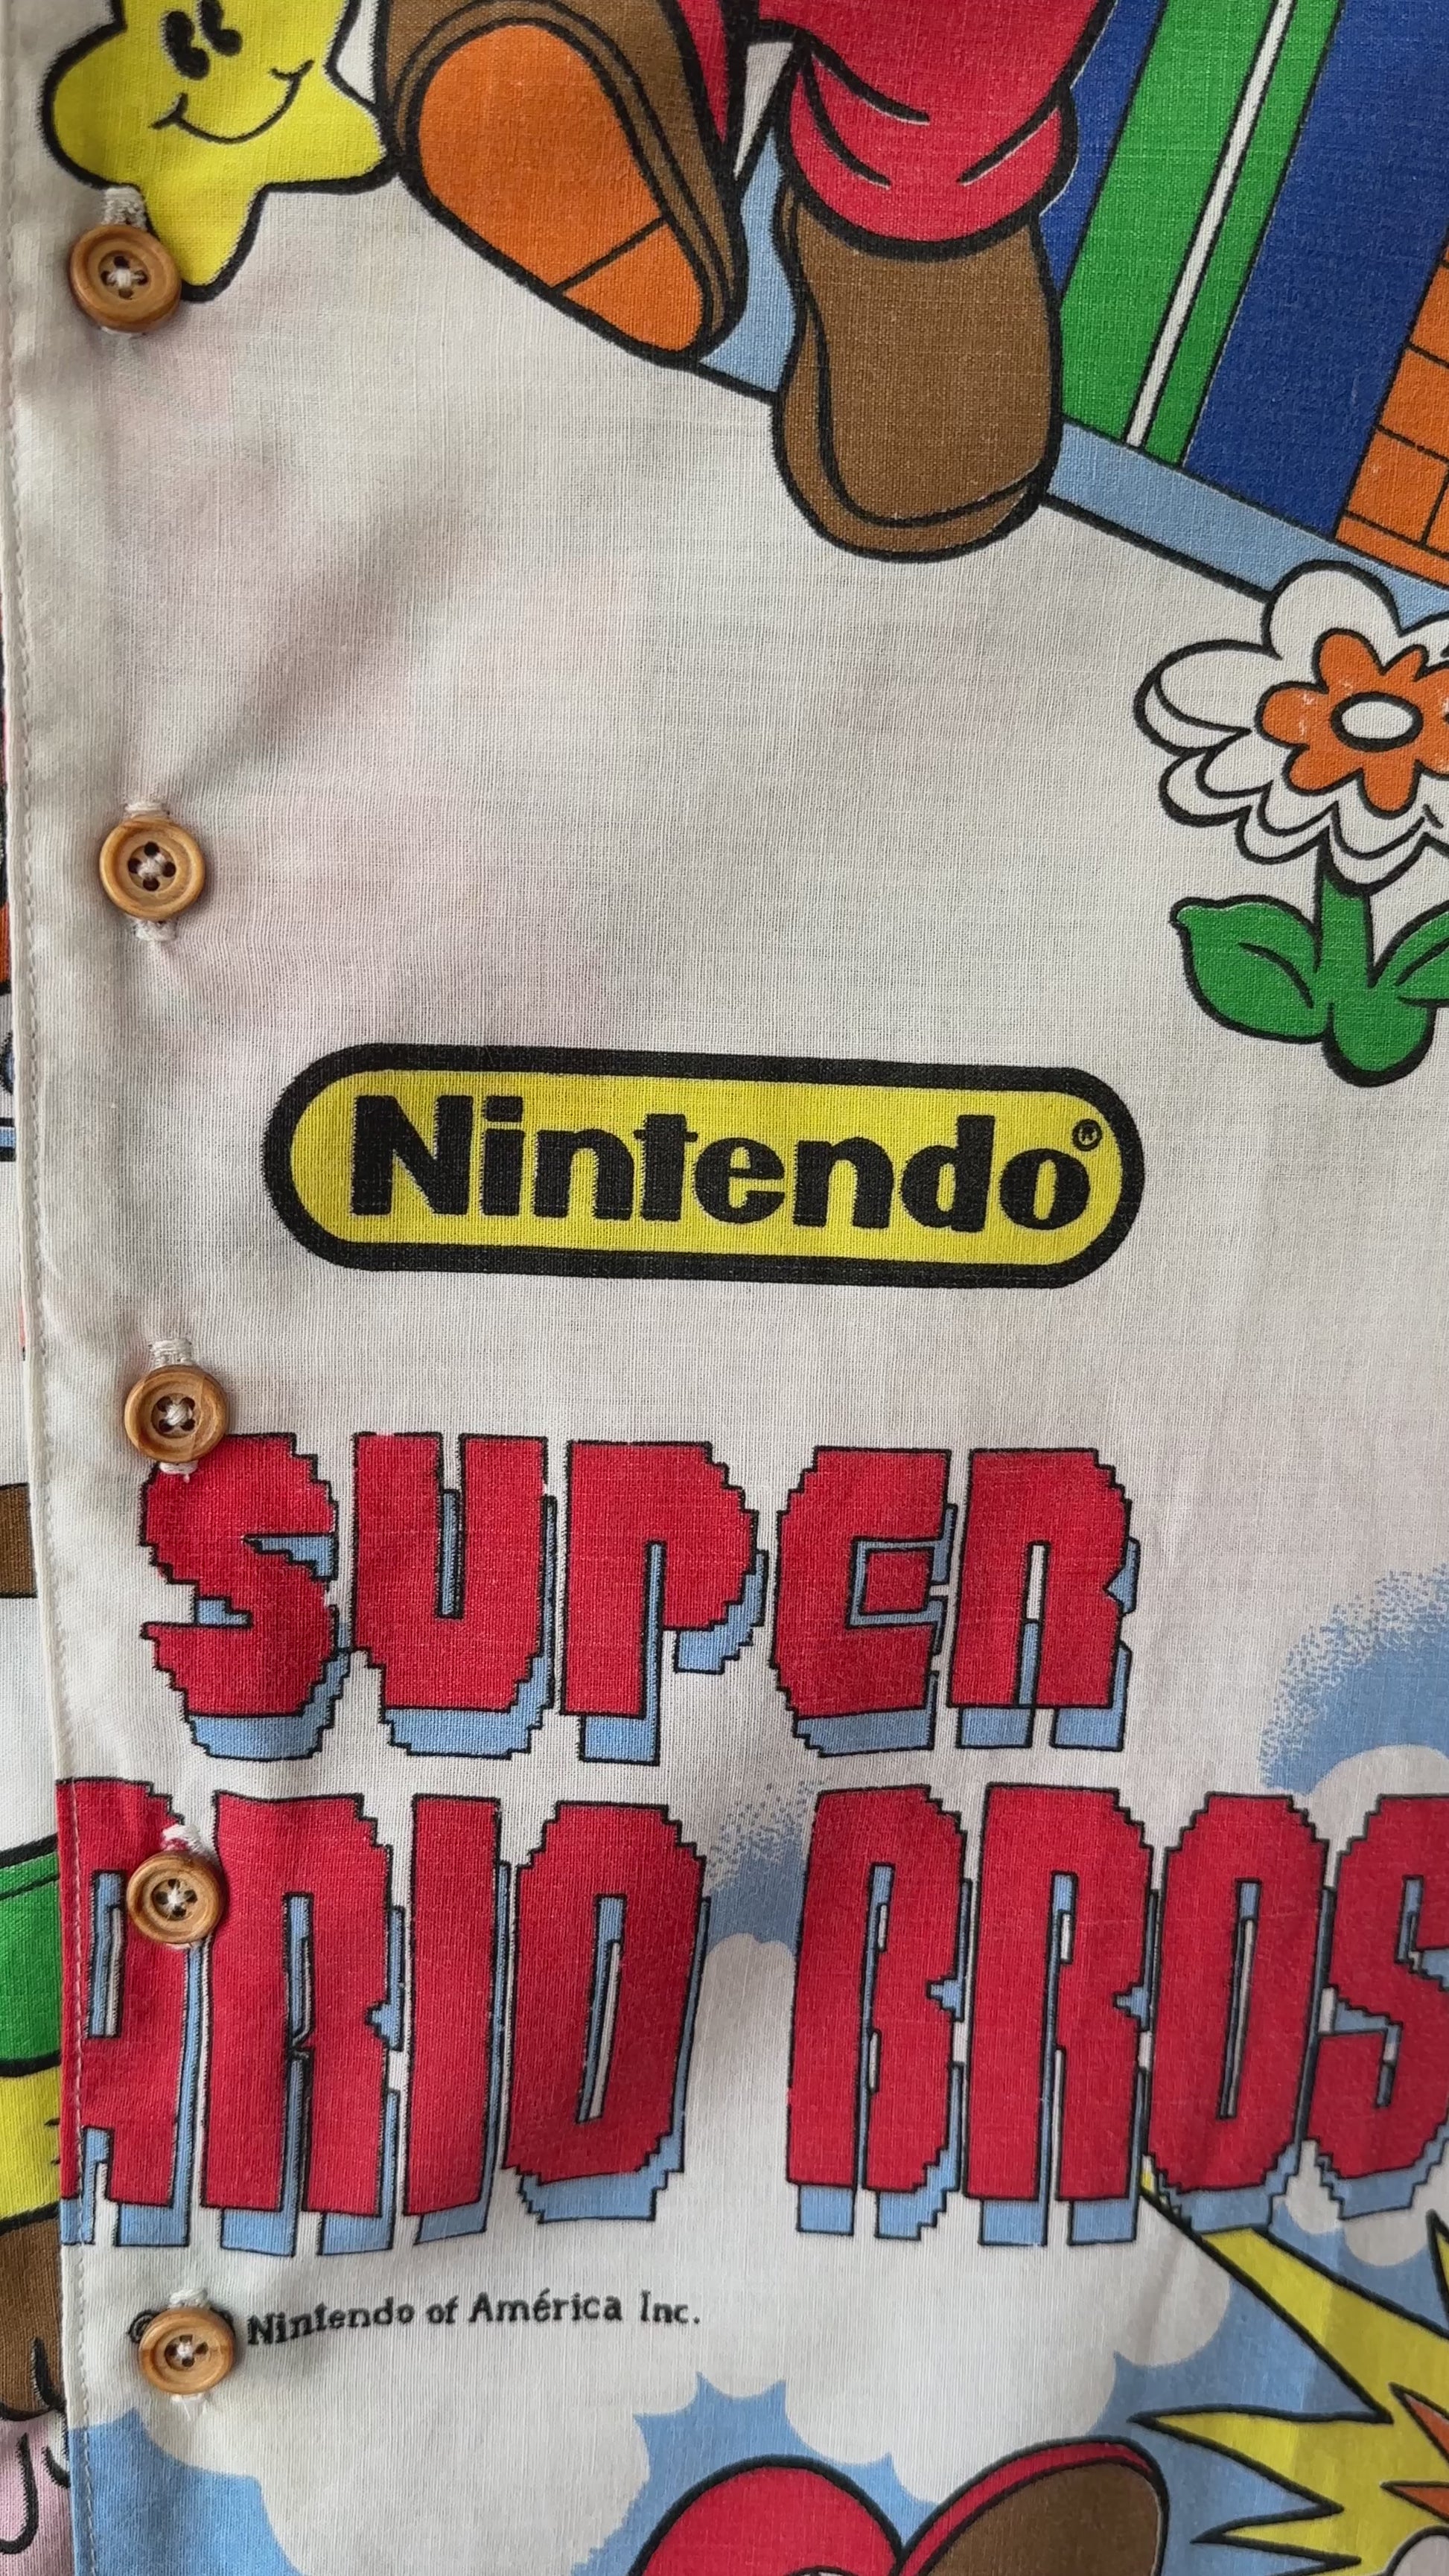 Nintendo®
SUPER
ARIO BROS
© Nintendo of América Inc.